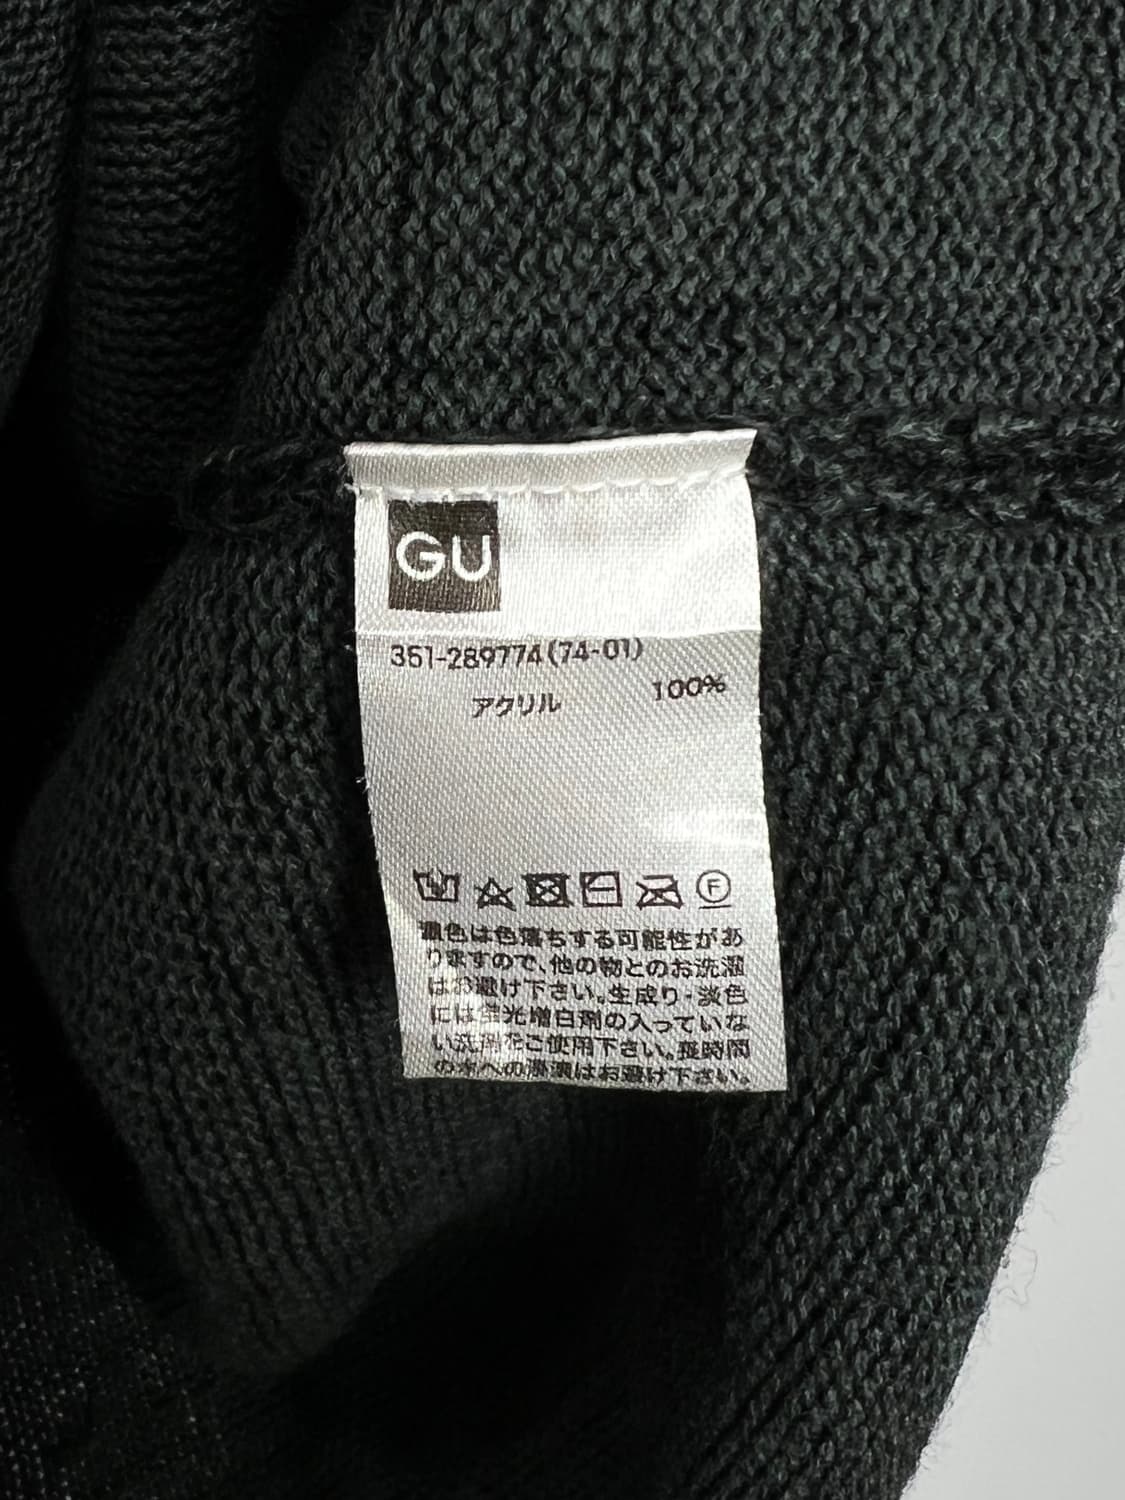 GU
351-289774(74-01)
アクリル 100%
F
濃色は色落ちする可能性があ
りますので、他の物とのお洗濯
はお避け下さい。生成り・淡色
には蛍光増白剤の入っていな
い洗剤をご使用下さい。長時間
の水への浸漬はお避け下さい。